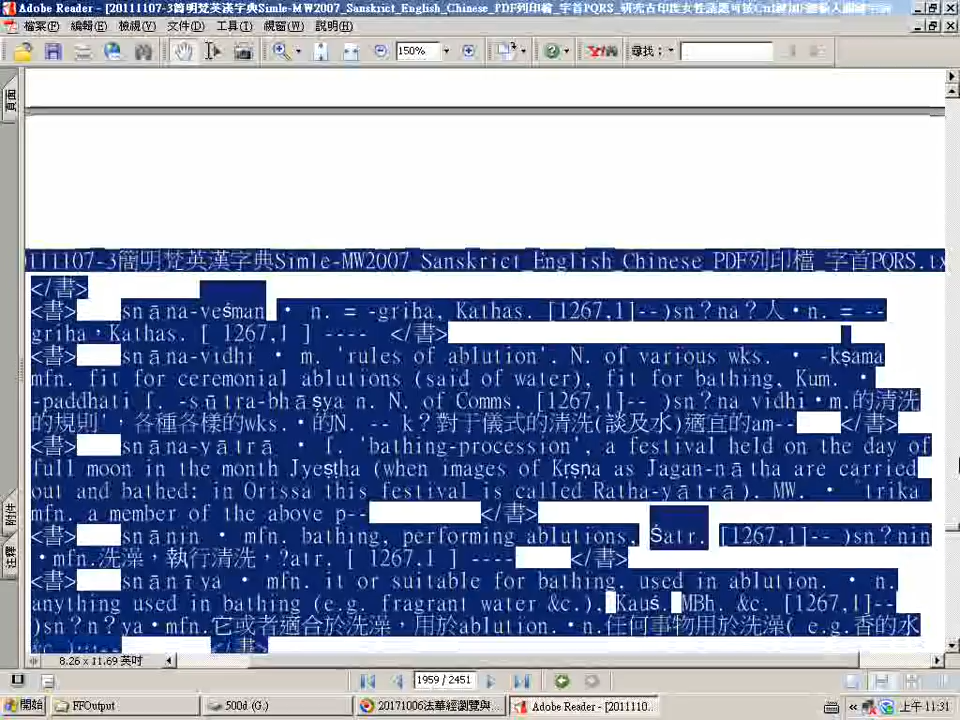 Adobe Reader - [20111107-3簡明梵英漢字典Simle-MW2007_Sanskrict_English_Chinese_PDF列印檔_字首PQRS_研究古印度女性議題可按Ctrl
檔案(F) 編輯(E) 檢視(V) 文件(D) 工具(T) 視窗(W) 說明(H)
150% 尋找:
頁面
111107-3簡明梵英漢字典Simle-MW2007_Sanskrict_English_Chinese_PDF列印檔_字首PQRS.tx
</書>
<書> snāna-veśman • n. = -griha, Kathas. [1267,1]--)sn?na?人•n. = --
griha，Kathas. [ 1267,1 ] ---- </書>
<書> snāna-vidhi • m. 'rules of ablution'. N. of various wks. • -kṣama
mfn. fit for ceremonial ablutions (said of water), fit for bathing, Kum. •
-paddhati f. -sūtra-bhāṣya n. N. of Comms. [1267,1]-- )sn?na vidhi•m.的清洗
的規則'，各種各樣的wks.•的N. -- k？對于儀式的清洗(談及水)適宜的am-- </書>
<書> snāna-yātrā • f. 'bathing-procession', a festival held on the day of
full moon in the month Jyeṣṭha (when images of Kṛṣṇa as Jagan-nātha are carried
out and bathed: in Orissa this festival is called Ratha-yātrā). MW. • °trika
mfn. a member of the above p-- </書>
<書> snānin • mfn. bathing, performing ablutions, Śatr. [1267,1]-- )sn?nin
•mfn.洗澡，執行清洗，?atr. [ 1267,1 ] ---- </書>
<書> snānīya • mfn. it or suitable for bathing, used in ablution. • n.
anything used in bathing (e.g. fragrant water &c.), Kauś. MBh. &c. [1267,1]--
)sn?n?ya•mfn.它或者適合於洗澡，用於ablution.•n.任何事物用於洗澡( e.g.香的水
附件
註釋
8.26 x 11.69 英吋
1959 / 2451
開始 FFOutput 500d (G:) 20171006法華經瀏覽與... Adobe Reader - [2011110... 上午 11:31